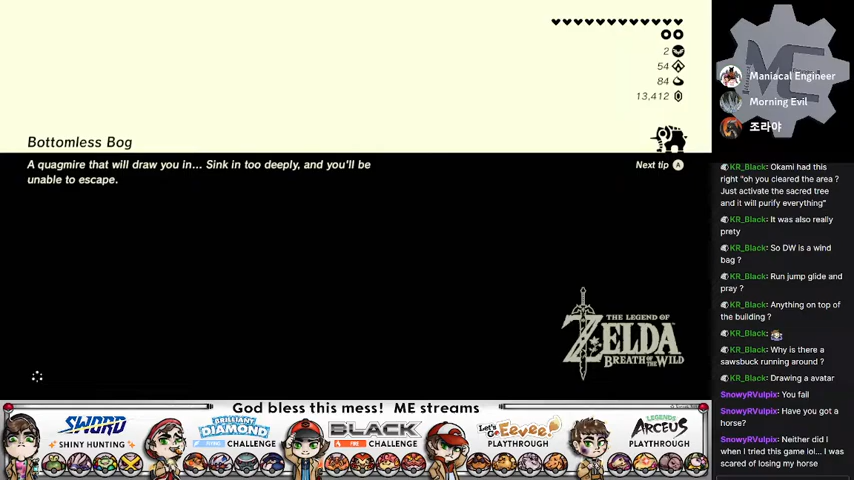 2
54
84
13,412
Bottomless Bog
A quagmire that will draw you in... Sink in too deeply, and you'll be
unable to escape.
Next tip A
THE LEGEND OF
ZELDA
BREATH OF THE WILD
ME
Maniacal Engineer
Morning Evil
조라야
KR_Black: Okami had this
right "oh you cleared the area ?
Just activate the sacred tree
and it will purify everything"
KR_Black: It was also really
prety
KR_Black: So DW is a wind
bag ?
KR_Black: Run jump glide and
pray ?
KR_Black: Anything on top of
the building ?
KR_Black:
KR_Black: Why is there a
sawsbuck running around ?
KR_Black: Drawing a avatar
SnowyRVulpix: You fail
SnowyRVulpix: Have you got a
horse?
SnowyRVulpix: Neither did I
when I tried this game lol... I was
scared of losing my horse
God bless this mess! ME streams
SWORD
SHINY HUNTING
BRILLIANT
DIAMOND
CHALLENGE
BLACK
FIRE CHALLENGE
Let's Go Eevee!
PLAYTHROUGH
LEGENDS
ARCEUS
PLAYTHROUGH